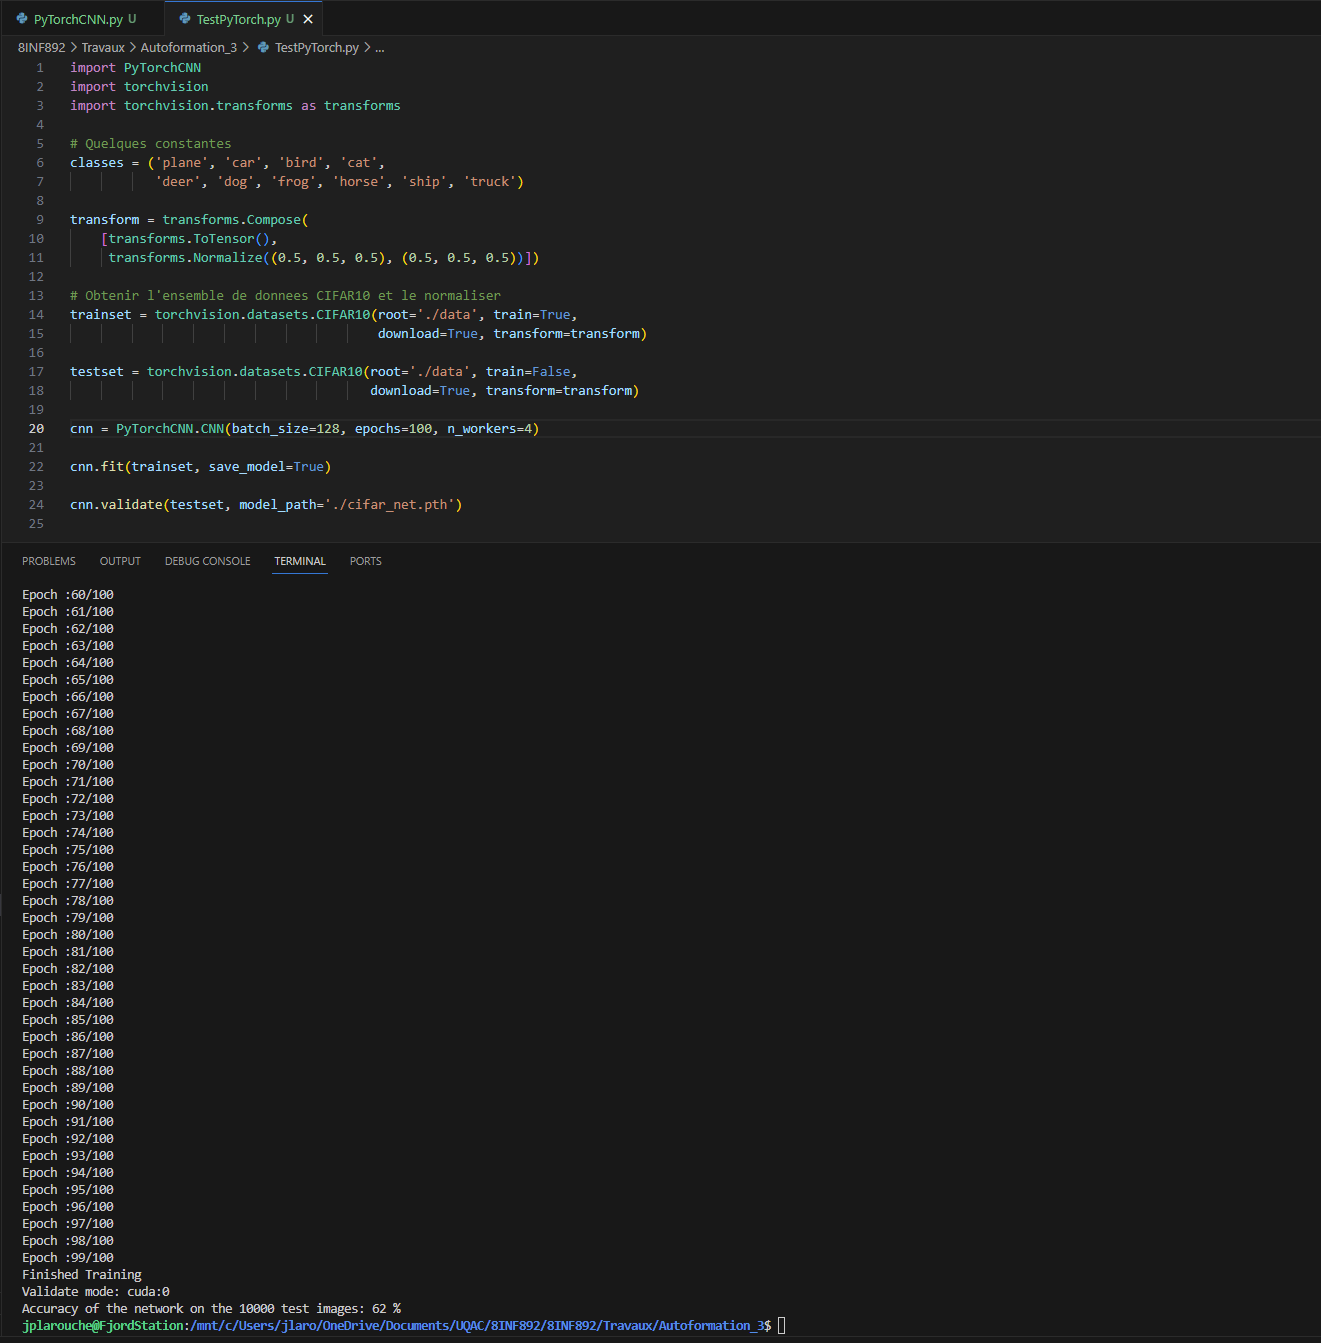 PyTorchCNN.py U
TestPyTorch.py U
8INF892 > Travaux > Autoformation_3 > TestPyTorch.py > ...
1 import PyTorchCNN
2 import torchvision
3 import torchvision.transforms as transforms
4
5 # Quelques constantes
6 classes = ('plane', 'car', 'bird', 'cat',
7 'deer', 'dog', 'frog', 'horse', 'ship', 'truck')
8
9 transform = transforms.Compose(
10 [transforms.ToTensor(),
11 transforms.Normalize((0.5, 0.5, 0.5), (0.5, 0.5, 0.5))])
12
13 # Obtenir l'ensemble de donnees CIFAR10 et le normaliser
14 trainset = torchvision.datasets.CIFAR10(root='./data', train=True,
15 download=True, transform=transform)
16
17 testset = torchvision.datasets.CIFAR10(root='./data', train=False,
18 download=True, transform=transform)
19
20 cnn = PyTorchCNN.CNN(batch_size=128, epochs=100, n_workers=4)
21
22 cnn.fit(trainset, save_model=True)
23
24 cnn.validate(testset, model_path='./cifar_net.pth')
25
PROBLEMS OUTPUT DEBUG CONSOLE TERMINAL PORTS
Epoch :60/100
Epoch :61/100
Epoch :62/100
Epoch :63/100
Epoch :64/100
Epoch :65/100
Epoch :66/100
Epoch :67/100
Epoch :68/100
Epoch :69/100
Epoch :70/100
Epoch :71/100
Epoch :72/100
Epoch :73/100
Epoch :74/100
Epoch :75/100
Epoch :76/100
Epoch :77/100
Epoch :78/100
Epoch :79/100
Epoch :80/100
Epoch :81/100
Epoch :82/100
Epoch :83/100
Epoch :84/100
Epoch :85/100
Epoch :86/100
Epoch :87/100
Epoch :88/100
Epoch :89/100
Epoch :90/100
Epoch :91/100
Epoch :92/100
Epoch :93/100
Epoch :94/100
Epoch :95/100
Epoch :96/100
Epoch :97/100
Epoch :98/100
Epoch :99/100
Finished Training
Validate mode: cuda:0
Accuracy of the network on the 10000 test images: 62 %
jplarouche@FjordStation:/mnt/c/Users/jlaro/OneDrive/Documents/UQAC/8INF892/8INF892/Travaux/Autoformation_3$